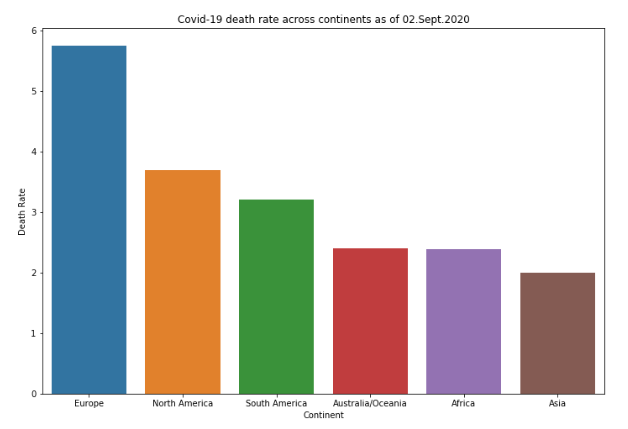 Covid-19 death rate across continents as of 02.Sept.2020
6
5
4
3
2
1
0
Death Rate
Europe North America South America Australia/Oceania Africa Asia
Continent